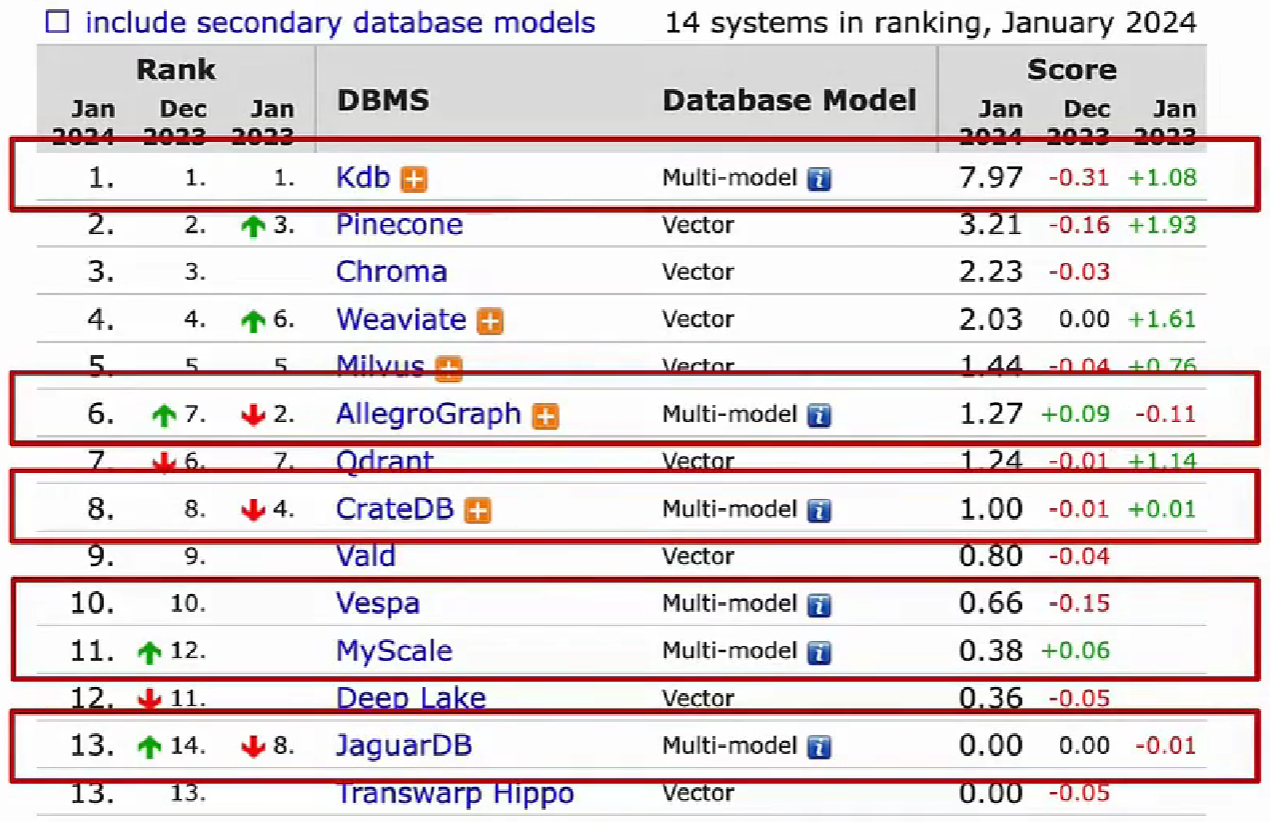 include secondary database models 14 systems in ranking, January 2024
Rank DBMS Database Model Score
Jan 2024 Dec 2023 Jan 2023 Jan 2024 Dec 2023 Jan 2023
1. 1. 1. Kdb Multi-model 7.97 -0.31 +1.08
2. 2. 3. Pinecone Vector 3.21 -0.16 +1.93
3. 3. Chroma Vector 2.23 -0.03
4. 4. 6. Weaviate Vector 2.03 0.00 +1.61
5. 5. 5. Milvus Vector 1.44 -0.04 +0.76
6. 7. 2. AllegroGraph Multi-model 1.27 +0.09 -0.11
7. 6. 7. Qdrant Vector 1.24 -0.01 +1.14
8. 8. 4. CrateDB Multi-model 1.00 -0.01 +0.01
9. 9. Vald Vector 0.80 -0.04
10. 10. Vespa Multi-model 0.66 -0.15
11. 12. MyScale Multi-model 0.38 +0.06
12. 11. Deep Lake Vector 0.36 -0.05
13. 14. 8. JaguarDB Multi-model 0.00 0.00 -0.01
13. 13. Transwarp Hippo Vector 0.00 -0.05